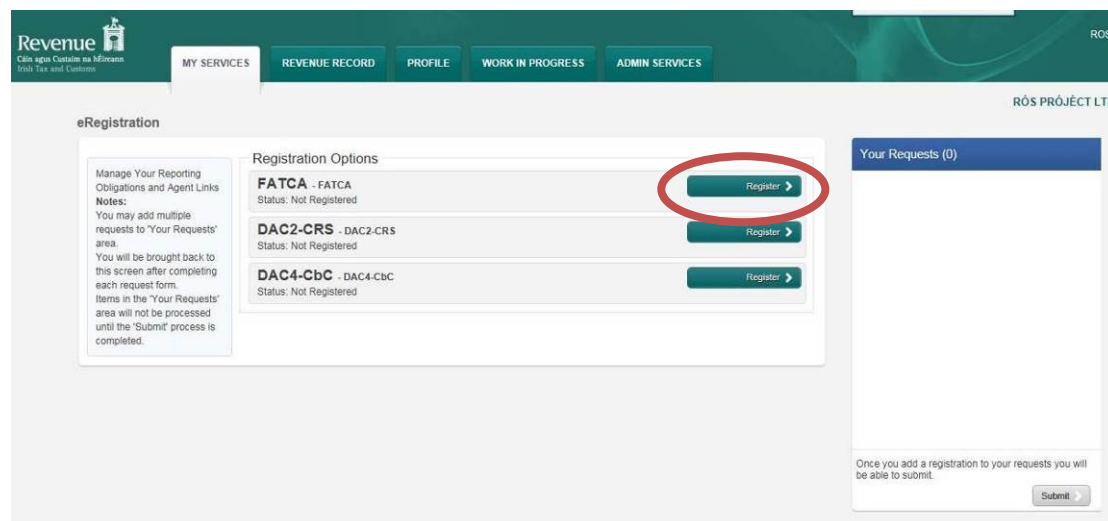 Revenue
Cáin agus Custaim na hÉireann
Irish Tax and Customs
MY SERVICES
REVENUE RECORD
PROFILE
WORK IN PROGRESS
ADMIN SERVICES
ROS
RÓS PRÓJÈCT LT
eRegistration
Manage Your Reporting
Obligations and Agent Links
Notes:
You may add multiple
requests to 'Your Requests'
area.
You will be brought back to
this screen after completing
each request form.
Items in the 'Your Requests'
area will not be processed
until the 'Submit' process is
completed.
Registration Options
FATCA - FATCA
Register
Status: Not Registered
DAC2-CRS - DAC2-CRS
Register
Status: Not Registered
DAC4-CbC - DAC4-CbC
Register
Status: Not Registered
Your Requests (0)
Once you add a registration to your requests you will
be able to submit.
Submit